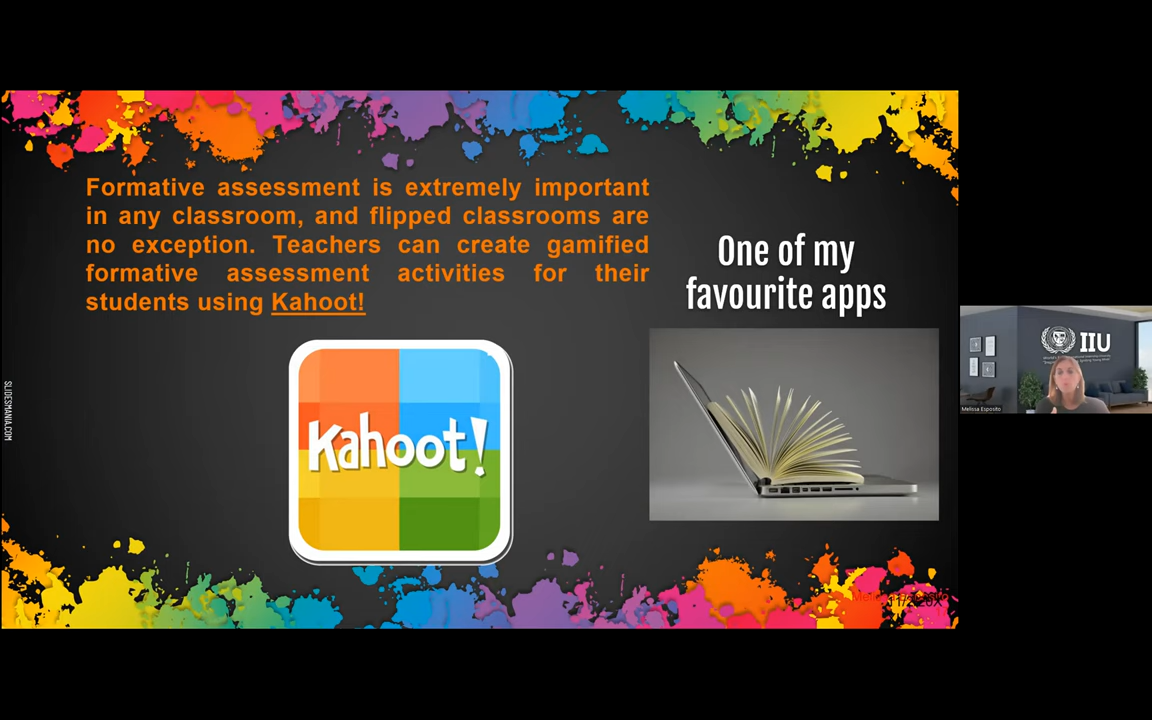 Formative assessment is extremely important
in any classroom, and flipped classrooms are
no exception. Teachers can create gamified
formative assessment activities for their
students using Kahoot!
One of my
favourite apps
Kahoot!
SLIDESMANIA.COM
IIU
Melissa Esposito